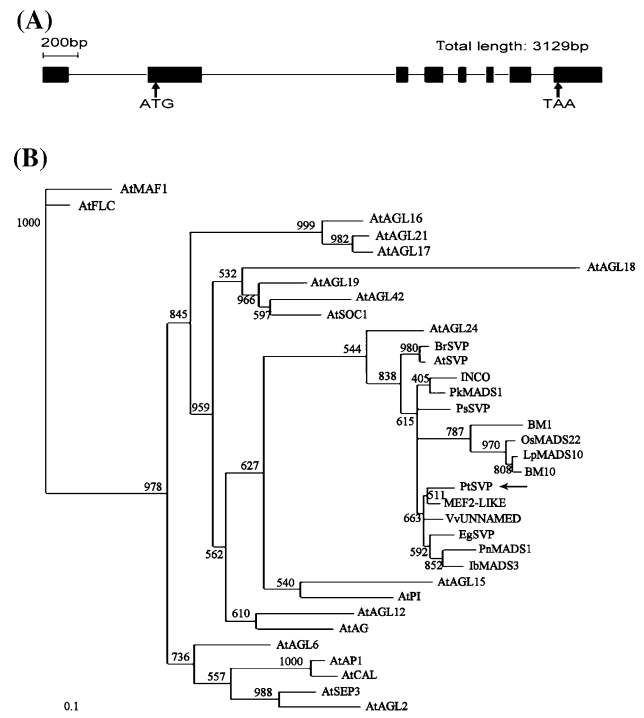 (A)
200bp
Total length: 3129bp
ATG
TAA
(B)
AtMAF1
AtFLC
1000
AtAGL16
999
AtAGL21
982
AtAGL17
AtAGL18
532
AtAGL19
966
AtAGL42
597
AtSOC1
845
AtAGL24
544
BrSVP
980
AtSVP
838
INCO
405
PkMADS1
PsSVP
615
BM1
787
OsMADS22
970
LpMADS10
808
BM10
959
627
PtSVP
511
MEF2-LIKE
663
VvUNNAMED
EgSVP
592
PnMADS1
852
IbMADS3
978
562
AtAGL15
540
AtPI
AtAGL12
610
AtAG
AtAGL6
736
AtAP1
1000
AtCAL
557
AtSEP3
988
AtAGL2
0.1